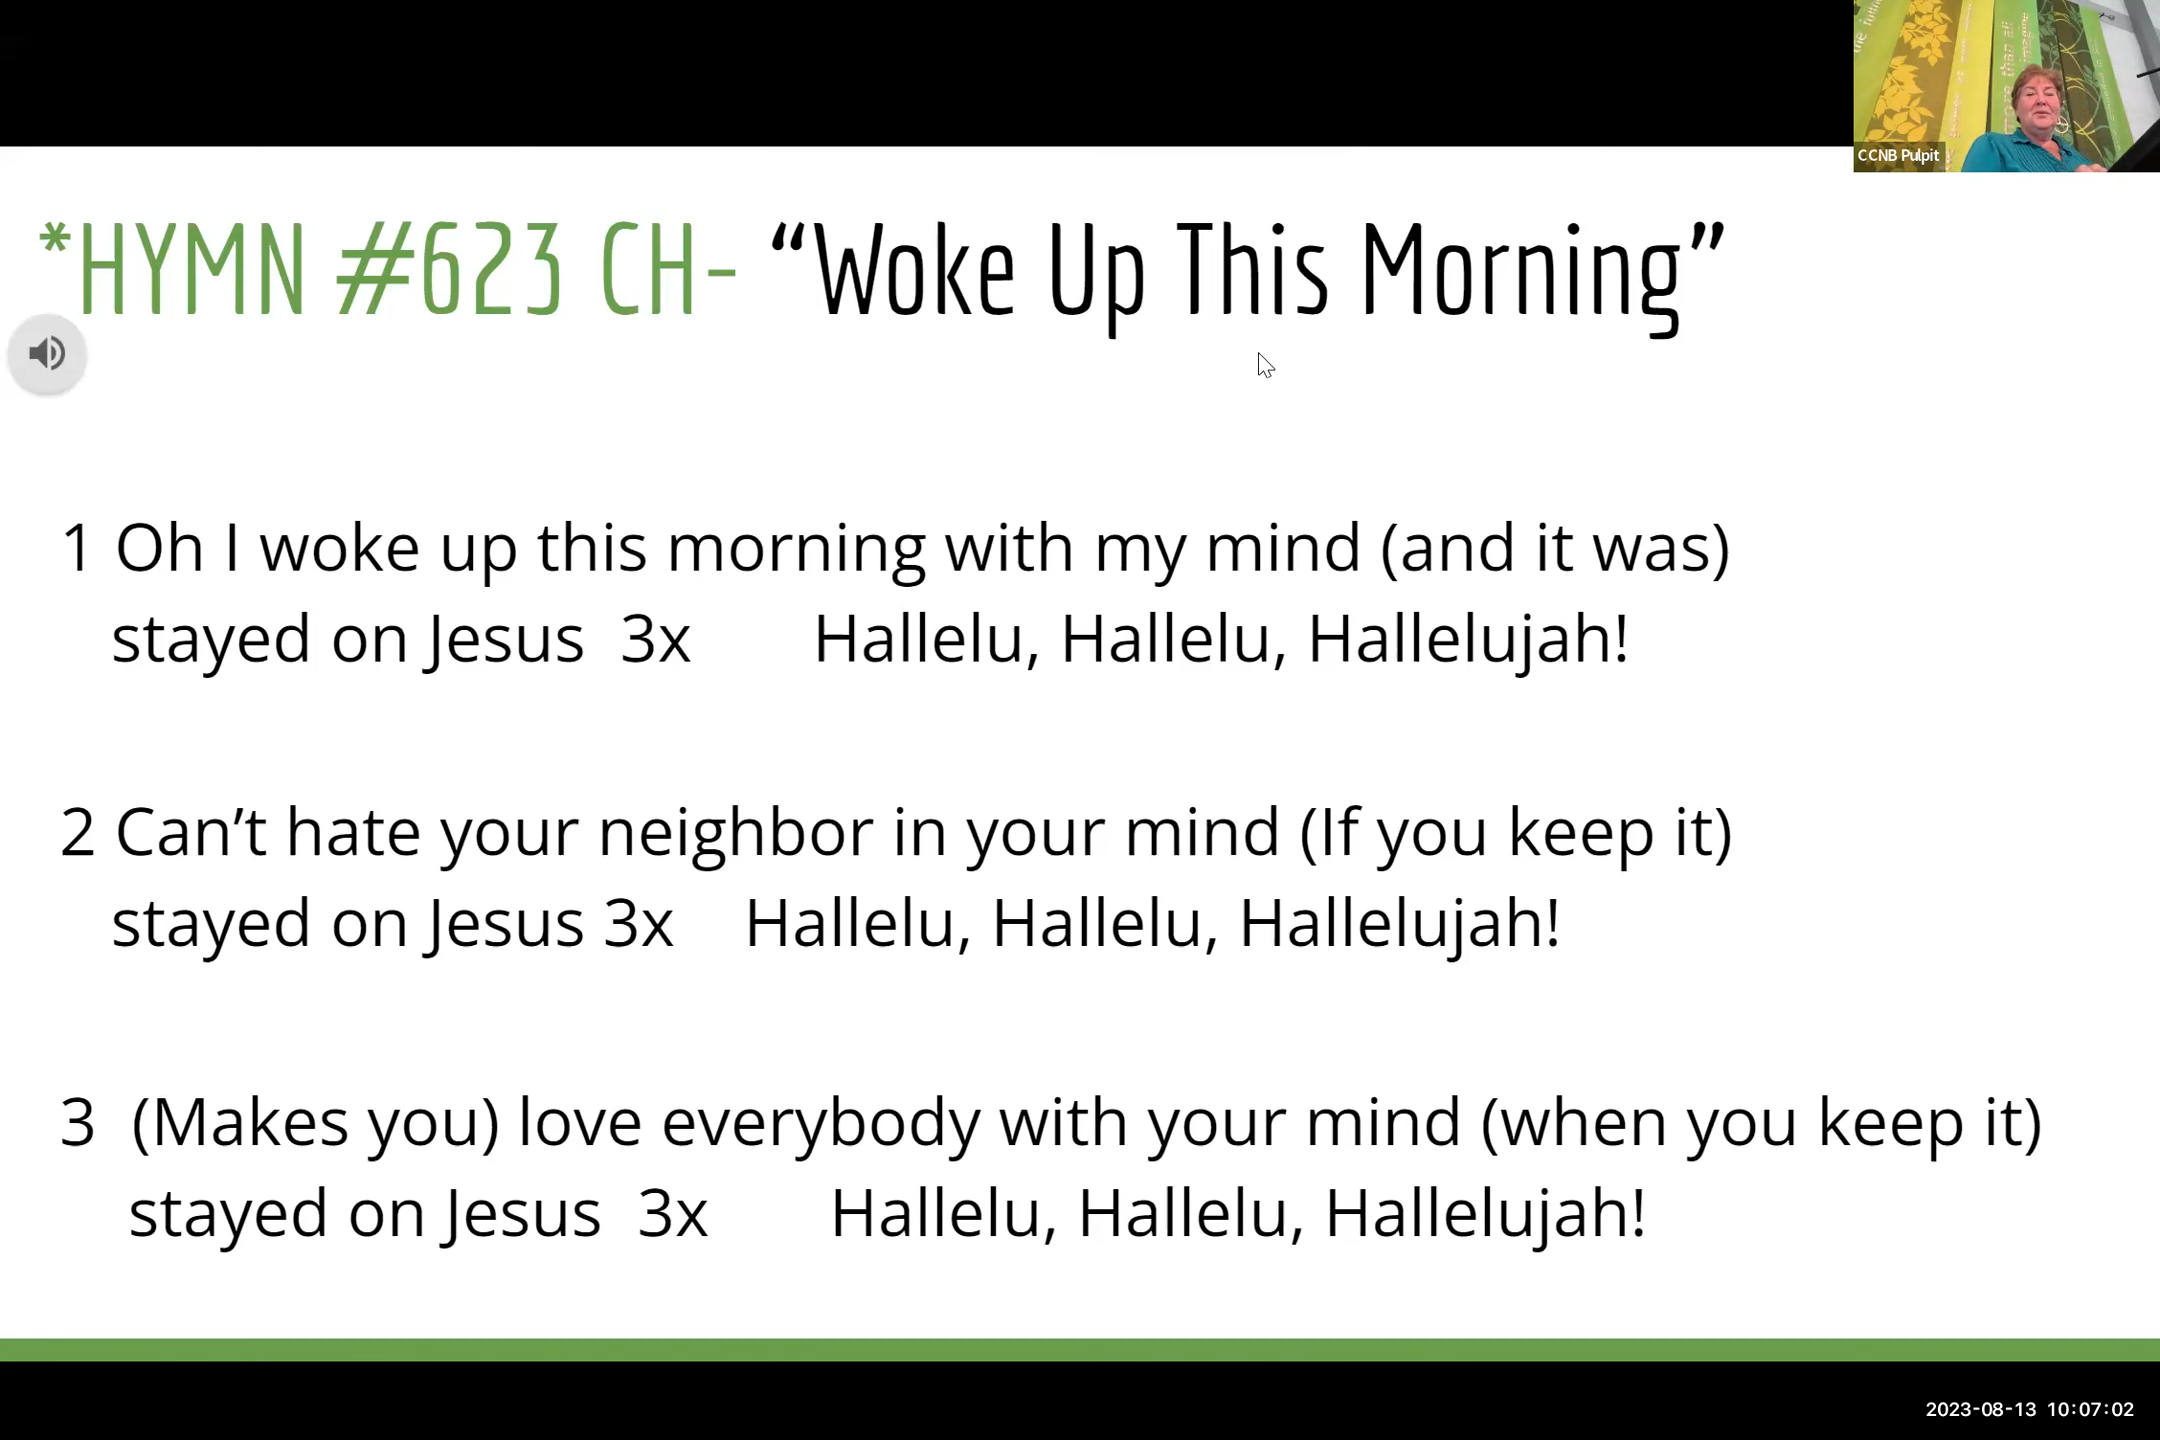 than all
imagine
CCNB Pulpit
*HYMN #623 CH- “Woke Up This Morning”
1 Oh I woke up this morning with my mind (and it was)
stayed on Jesus 3x Hallelu, Hallelu, Hallelujah!
2 Can’t hate your neighbor in your mind (If you keep it)
stayed on Jesus 3x Hallelu, Hallelu, Hallelujah!
3 (Makes you) love everybody with your mind (when you keep it)
stayed on Jesus 3x Hallelu, Hallelu, Hallelujah!
2023-08-13 10:07:02